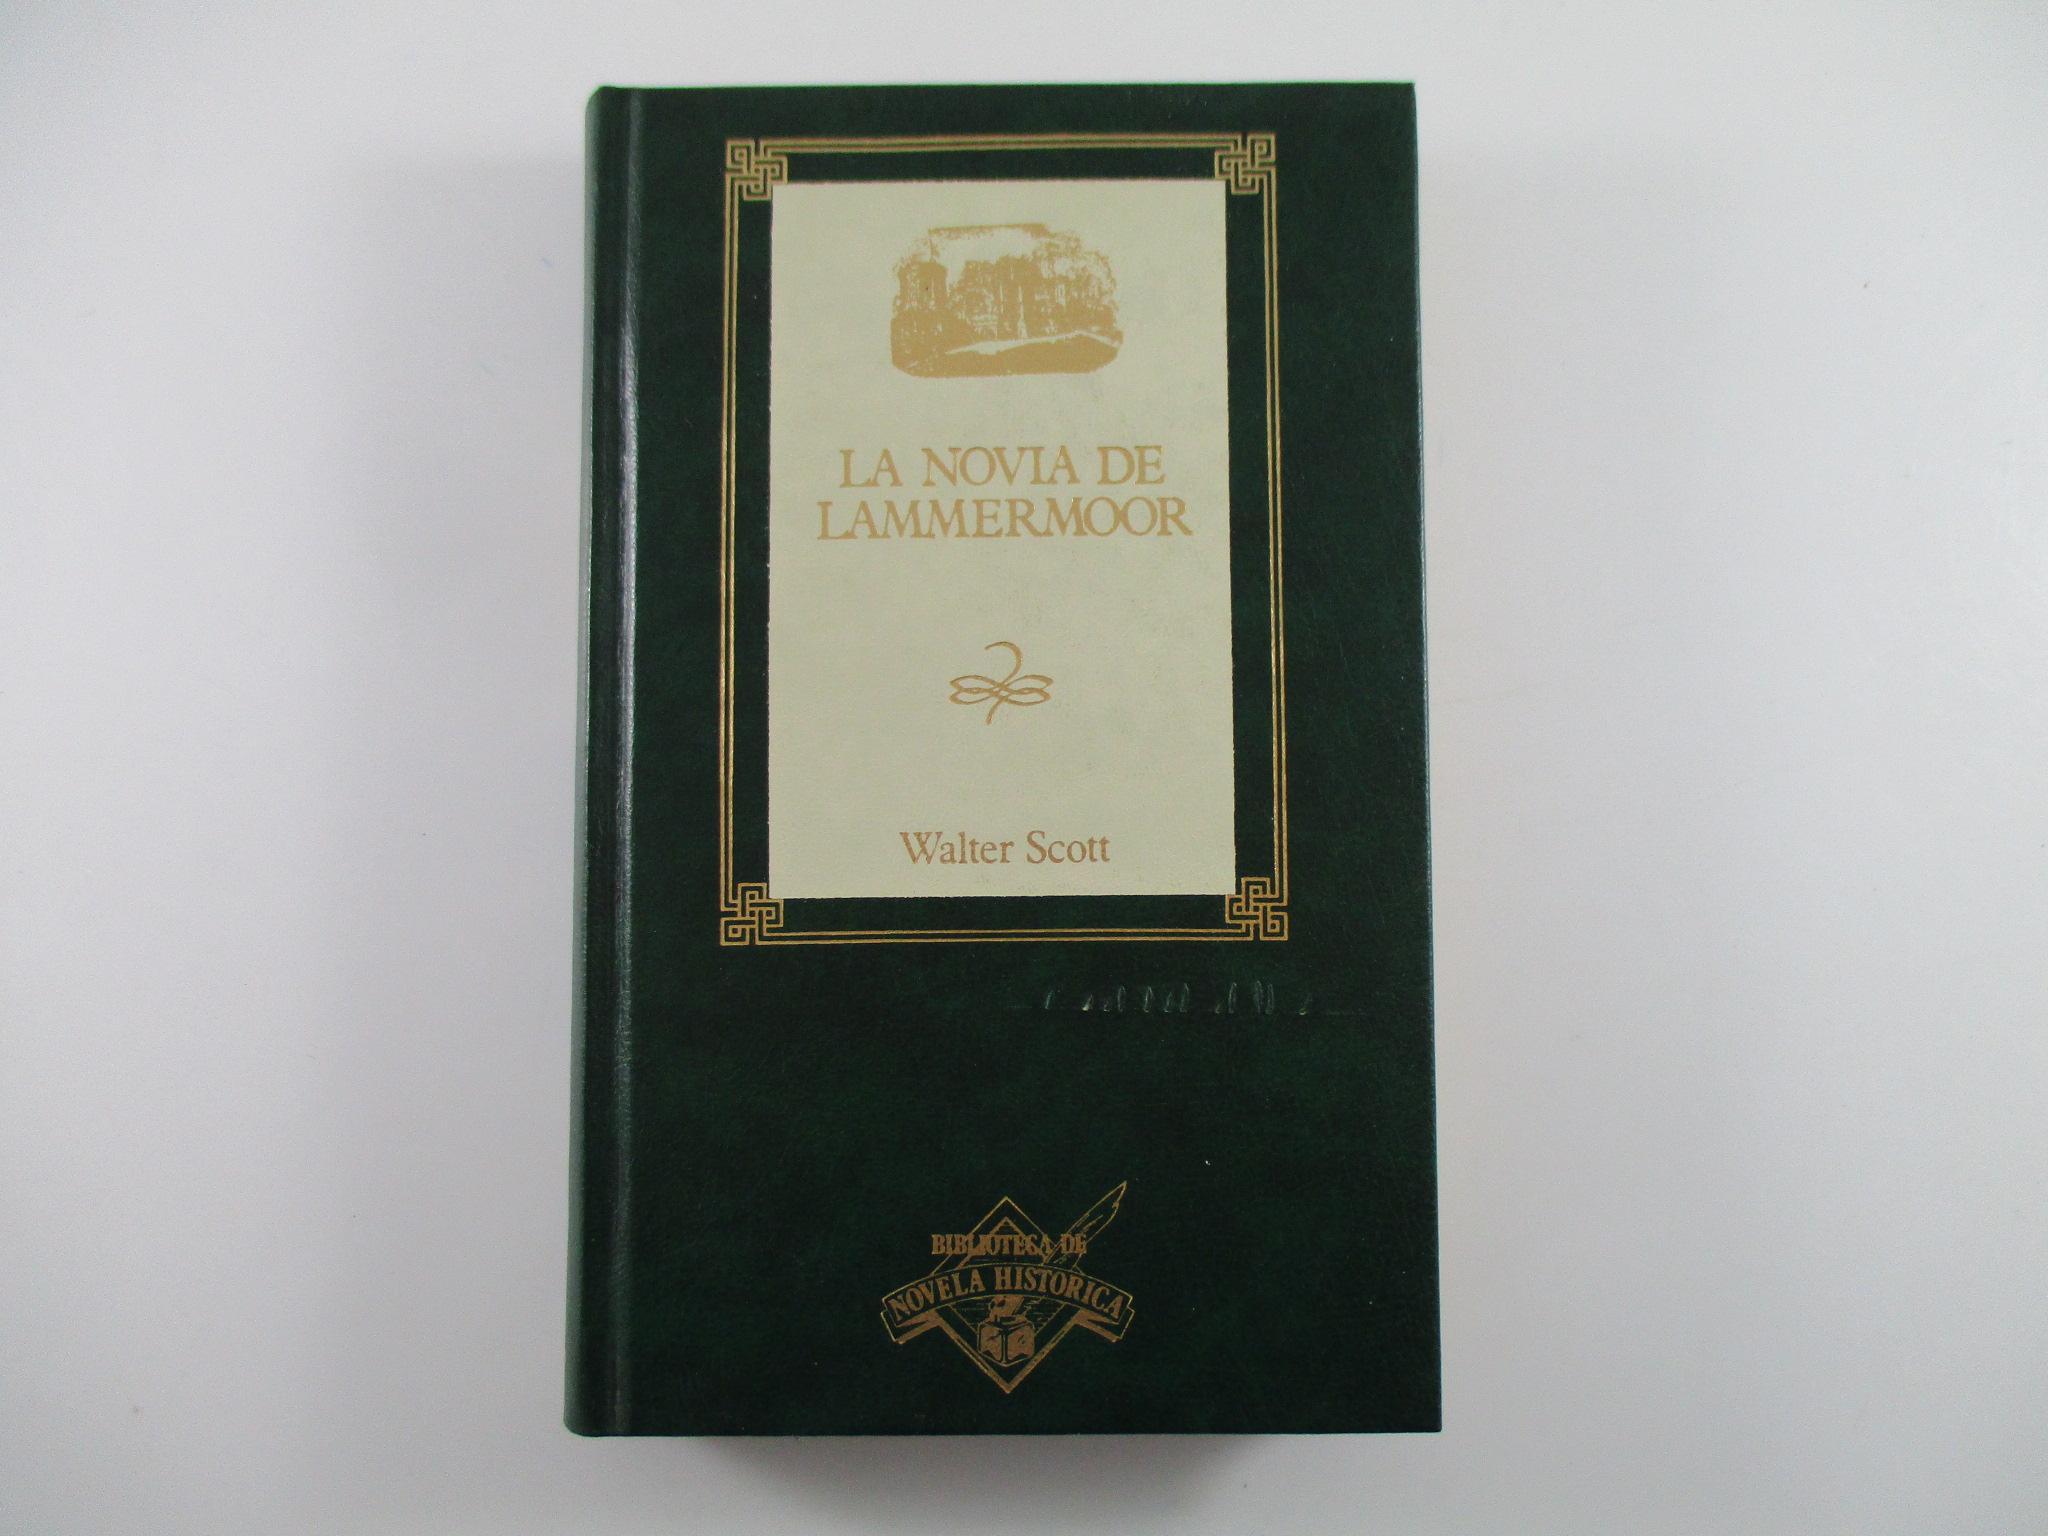 LA NOVIA DE
LAMMERMOOR
Walter Scott
BIBLIOTECA DE
NOVELA HISTORICA